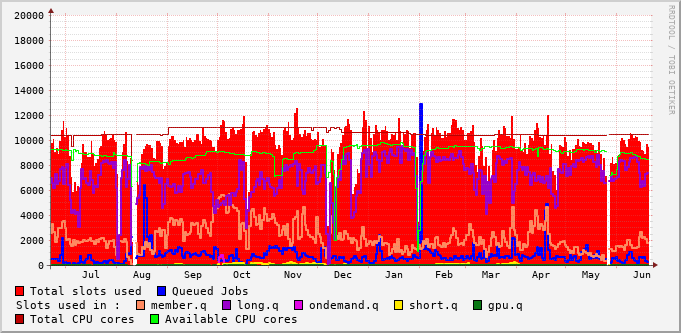 20000
18000
16000
14000
12000
10000
8000
6000
4000
2000
0
Jul Aug Sep Oct Nov Dec Jan Feb Mar Apr May Jun
Total slots used Queued Jobs
Slots used in : member.q long.q ondemand.q short.q gpu.q
Total CPU cores Available CPU cores
RRDTOOL / TOBI OETIKER